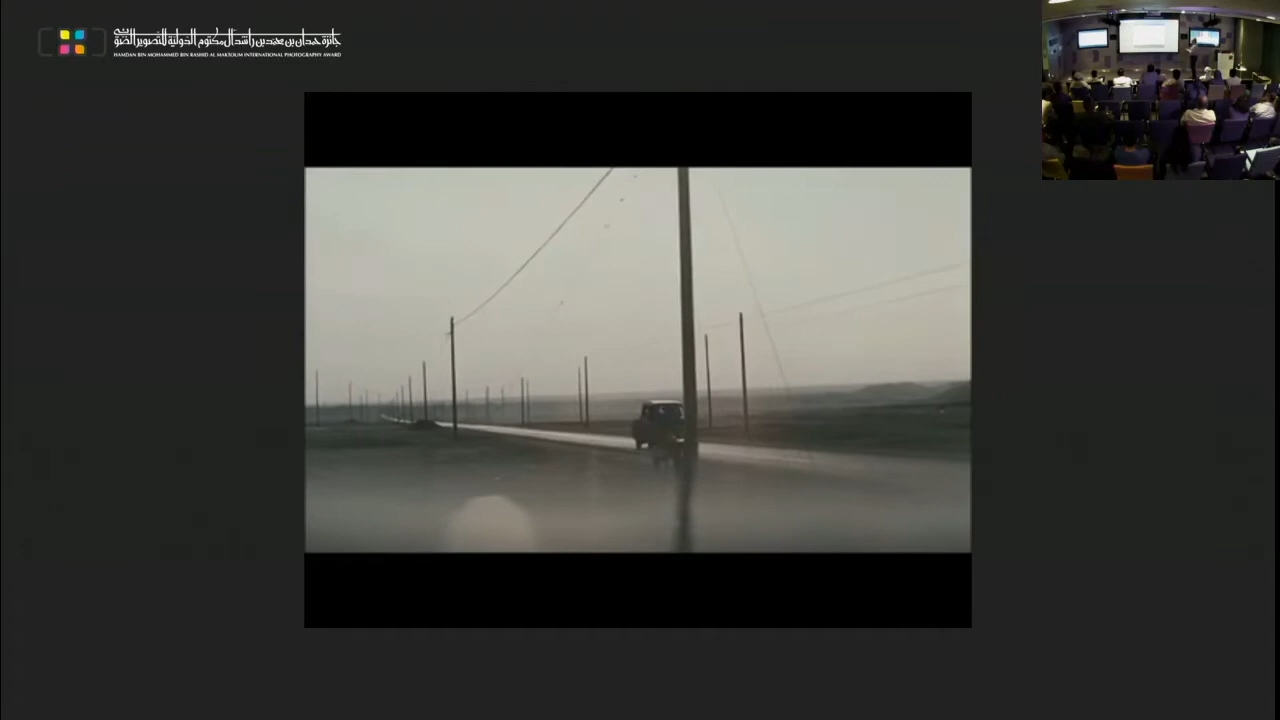 جائزة حمدان بن محمد بن راشد آل مكتوم الدولية للتصوير الضوئي
HAMDAN BIN MOHAMMED BIN RASHID AL MAKTOUM INTERNATIONAL PHOTOGRAPHY AWARD